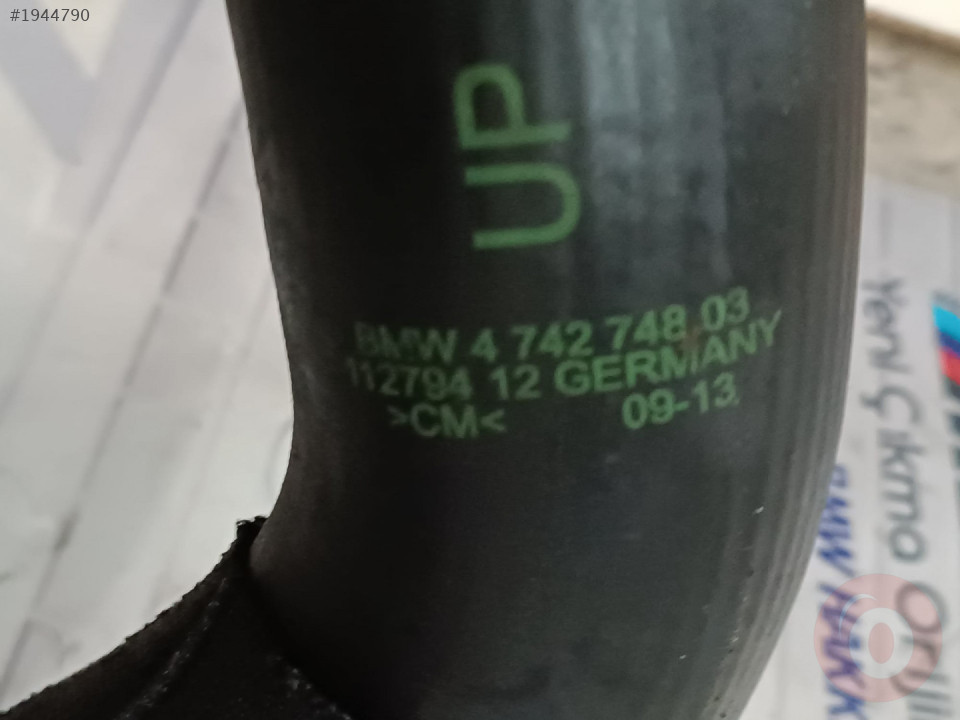 #1944790
UP
BMW 4 742 748 03
112794 12 GERMANY
>CM< 09-13
Yeni Çıkma